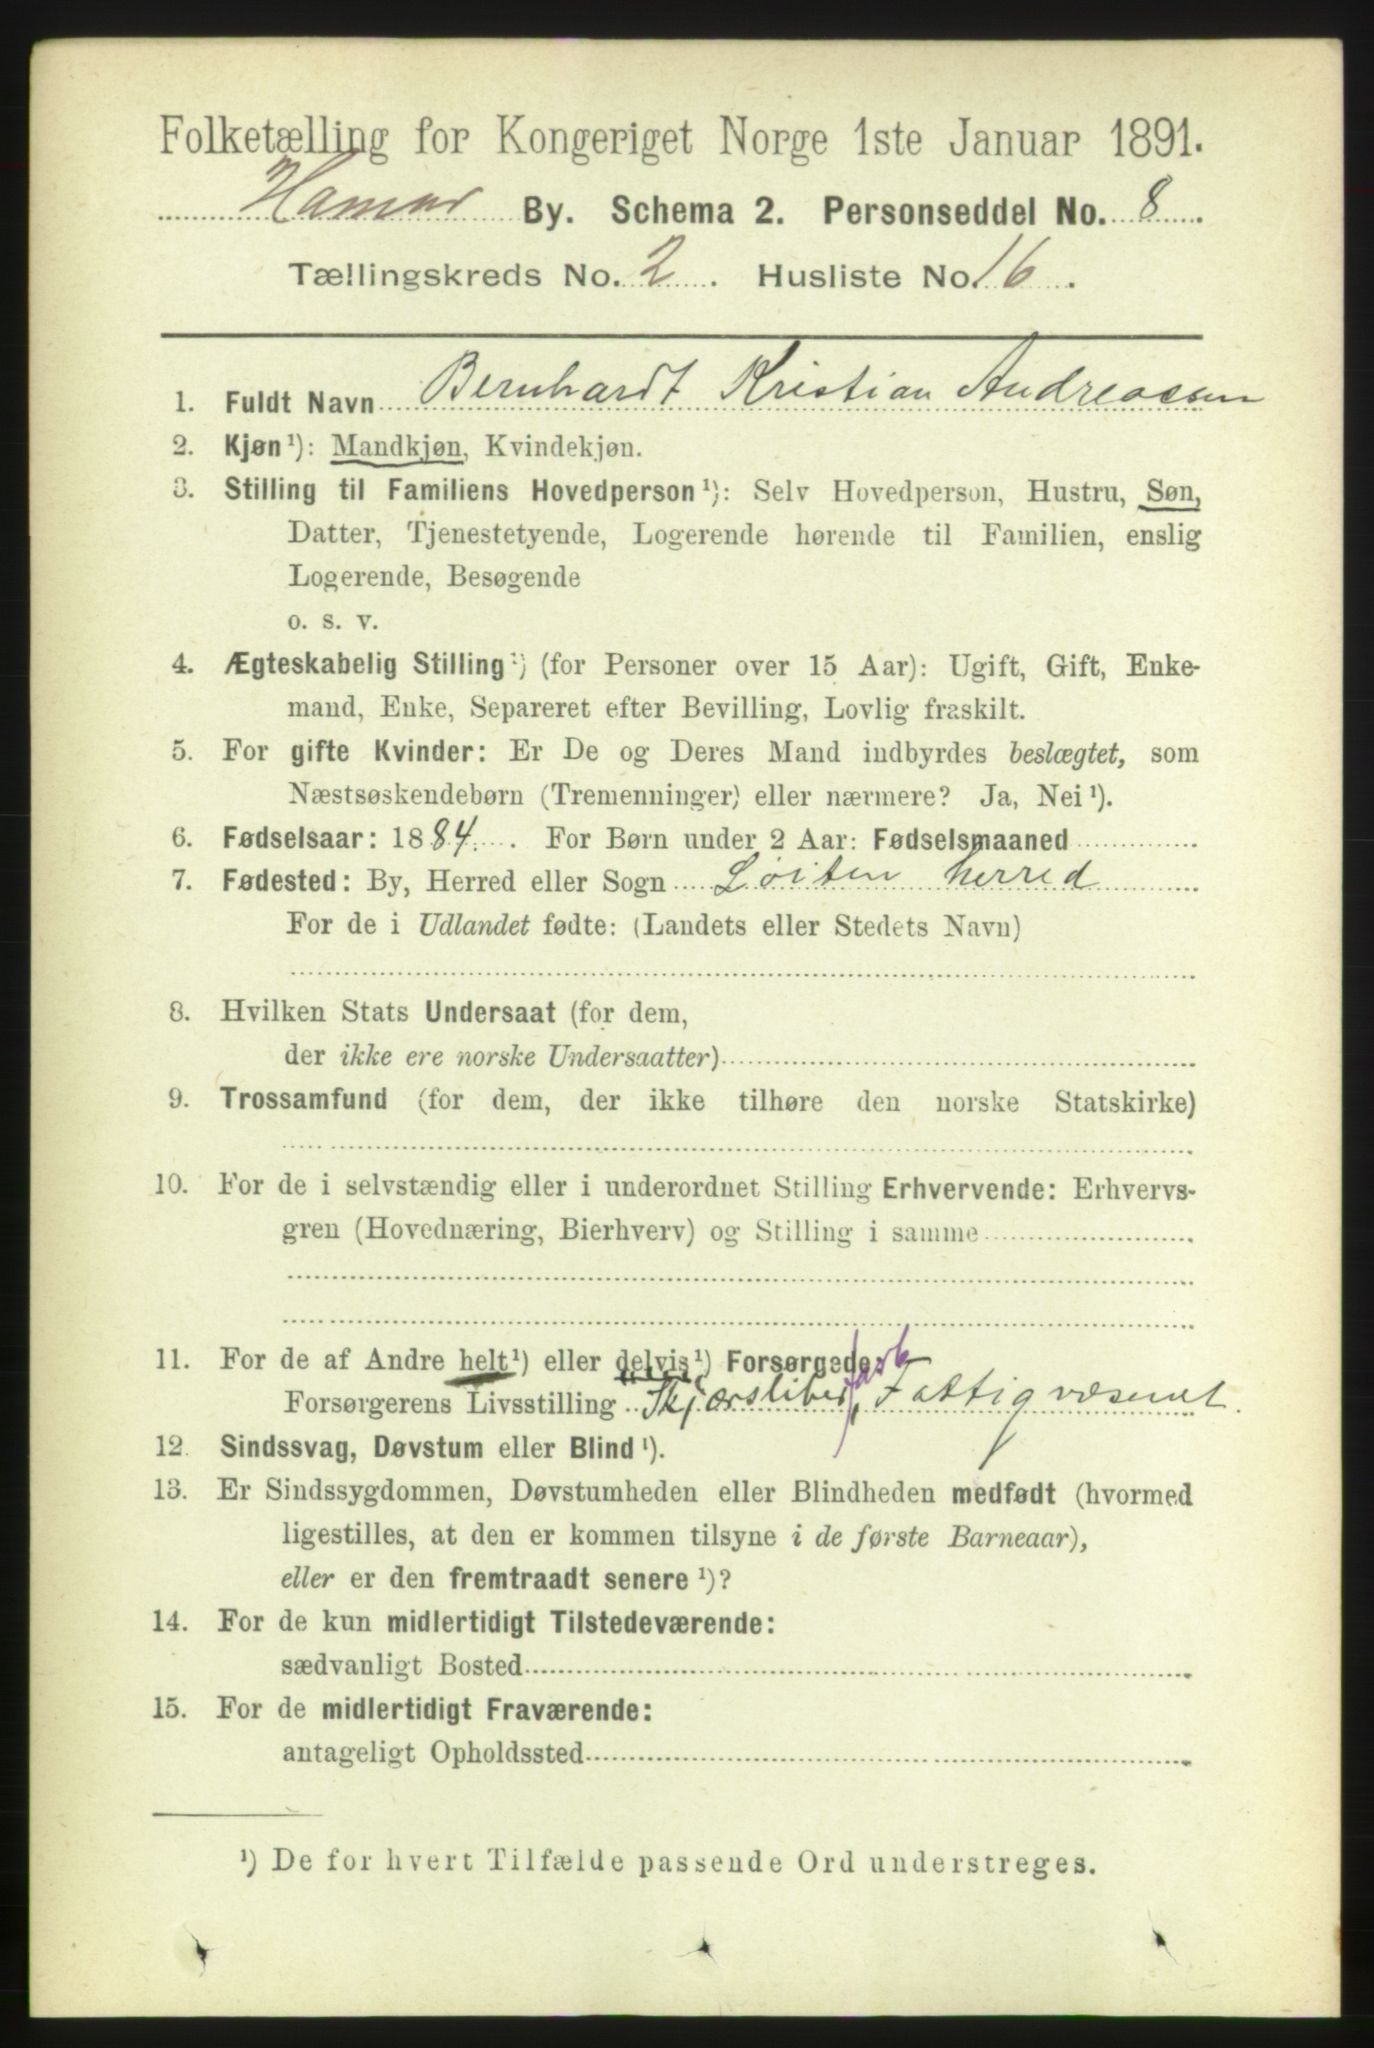 Folketælling for Kongeriget Norge 1ste Januar 1891.
Hamar By. Schema 2. Personseddel No. 8.
Tællingskreds No. 2. Husliste No. 16.
1. Fuldt Navn Bernhardt Kristian Andreassen
2. Kjøn¹): Mandkjøn, Kvindekjøn.
3. Stilling til Familiens Hovedperson¹): Selv Hovedperson, Hustru, Søn,
Datter, Tjenestetyende, Logerende hørende til Familien, enslig
Logerende, Besøgende
o. s. v.
4. Ægteskabelig Stilling¹) (for Personer over 15 Aar): Ugift, Gift, Enke-
mand, Enke, Separeret efter Bevilling, Lovlig fraskilt.
5. For gifte Kvinder: Er De og Deres Mand indbyrdes beslægtet, som
Næstsøskendebørn (Tremenninger) eller nærmere? Ja, Nei¹).
6. Fødselsaar: 1884. For Børn under 2 Aar: Fødselsmaaned
7. Fødested: By, Herred eller Sogn Løiten Herred
For de i Udlandet fødte: (Landets eller Stedets Navn)
8. Hvilken Stats Undersaat (for dem,
der ikke ere norske Undersaatter)
9. Trossamfund (for dem, der ikke tilhøre den norske Statskirke)
10. For de i selvstændig eller i underordnet Stilling Erhvervende: Erhvervs-
gren (Hovednæring, Bierhverv) og Stilling i samme
11. For de af Andre helt¹) eller delvis¹) Forsørgede:
Forsørgerens Livsstilling Skjærsliber, Fattigvæsenet.
12. Sindssvag, Døvstum eller Blind¹).
13. Er Sindssygdommen, Døvstumheden eller Blindheden medfødt (hvormed
ligestilles, at den er kommen tilsyne i de første Barneaar),
eller er den fremtraadt senere¹)?
14. For de kun midlertidigt Tilstedeværende:
sædvanligt Bosted
15. For de midlertidigt Fraværende:
antageligt Opholdssted
¹) De for hvert Tilfælde passende Ord understreges.